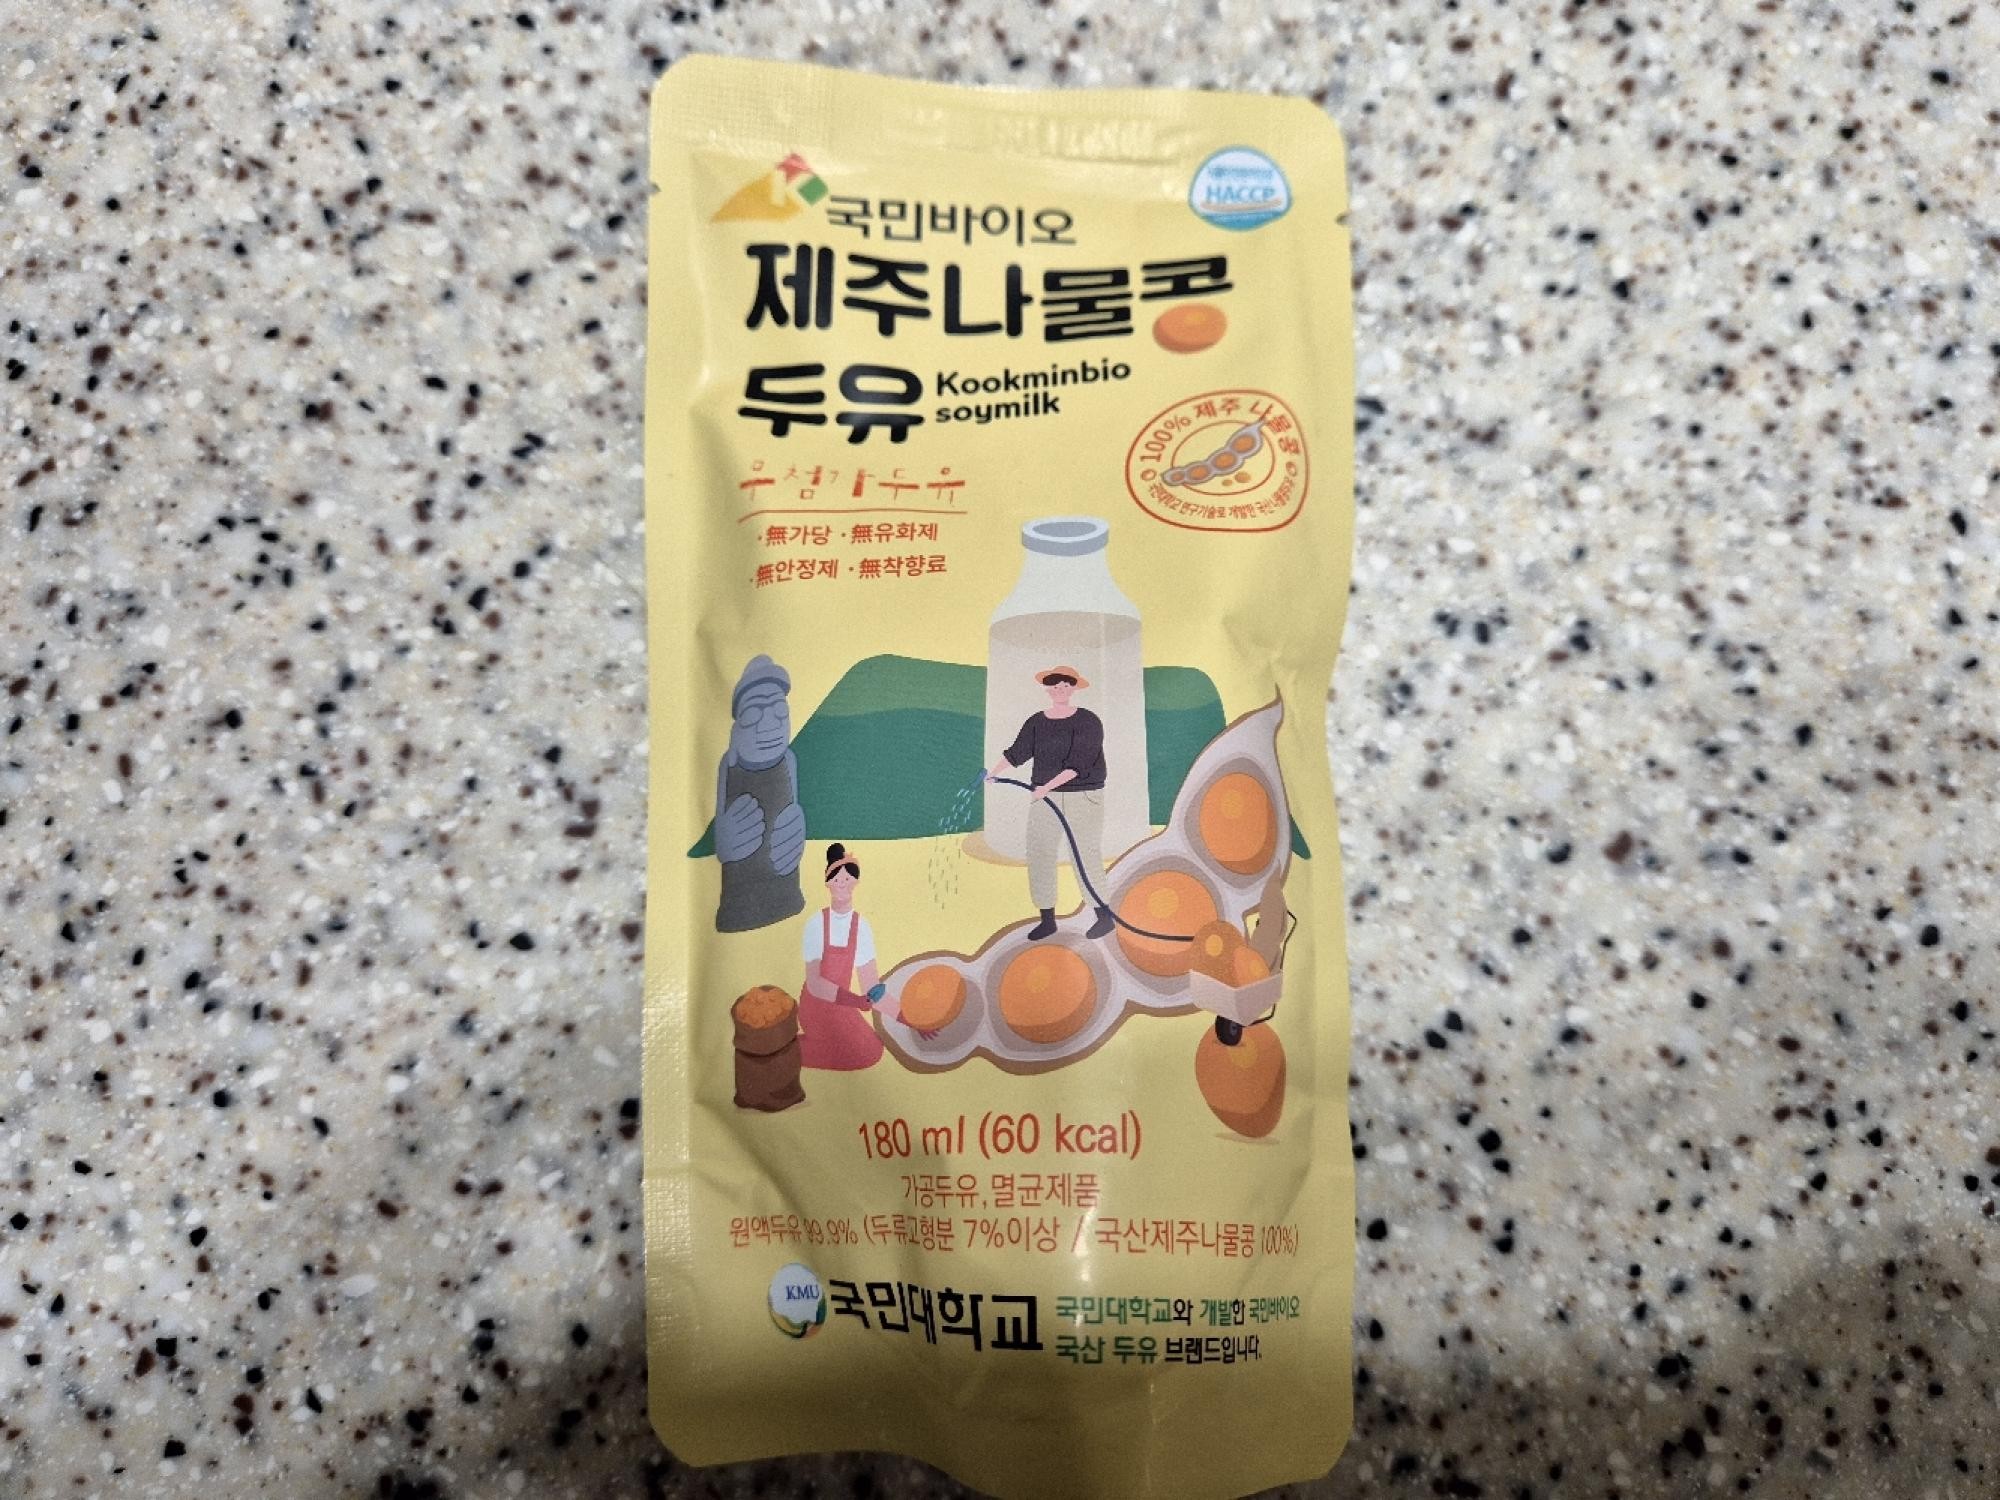 국민바이오
HACCP
제주나물콩
두유 Kookminbio
soymilk
100% 제주 나물콩
무첨가두유
·無가당 ·無유화제
·無안정제 ·無착향료
180 ml (60 kcal)
가공두유, 멸균제품
원액두유 99.9% (두류고형분 7%이상 / 국산제주나물콩 100%)
KMU 국민대학교
국민대학교와 개발한 국민바이오
국산 두유 브랜드입니다.